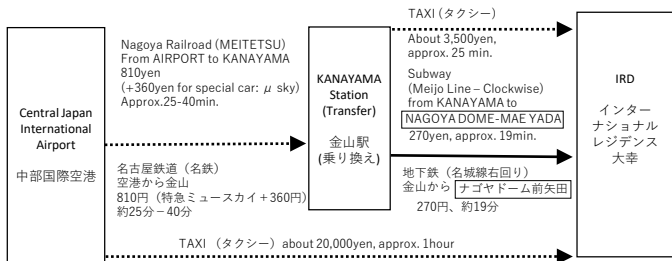 Central Japan
International
Airport
中部国際空港
Nagoya Railroad (MEITETSU)
From AIRPORT to KANAYAMA
810yen
(+360yen for special car: μ sky)
Approx.25-40min.
名古屋鉄道（名鉄）
空港から金山
810円（特急ミュースカイ＋360円）
約25分－40分
KANAYAMA
Station
(Transfer)
金山駅
(乗り換え)
TAXI (タクシー)
About 3,500yen,
approx. 25 min.
Subway
(Meijo Line – Clockwise)
from KANAYAMA to
NAGOYA DOME-MAE YADA
270yen, approx. 19min.
地下鉄（名城線右回り）
金山から ナゴヤドーム前矢田
270円、約19分
IRD
インター
ナショナル
レジデンス
大幸
TAXI （タクシー）about 20,000yen, approx. 1hour